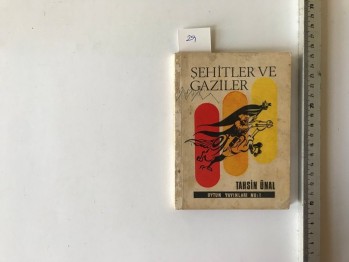 ŞEHİTLER VE
GAZİLER
TAHSİN ÜNAL